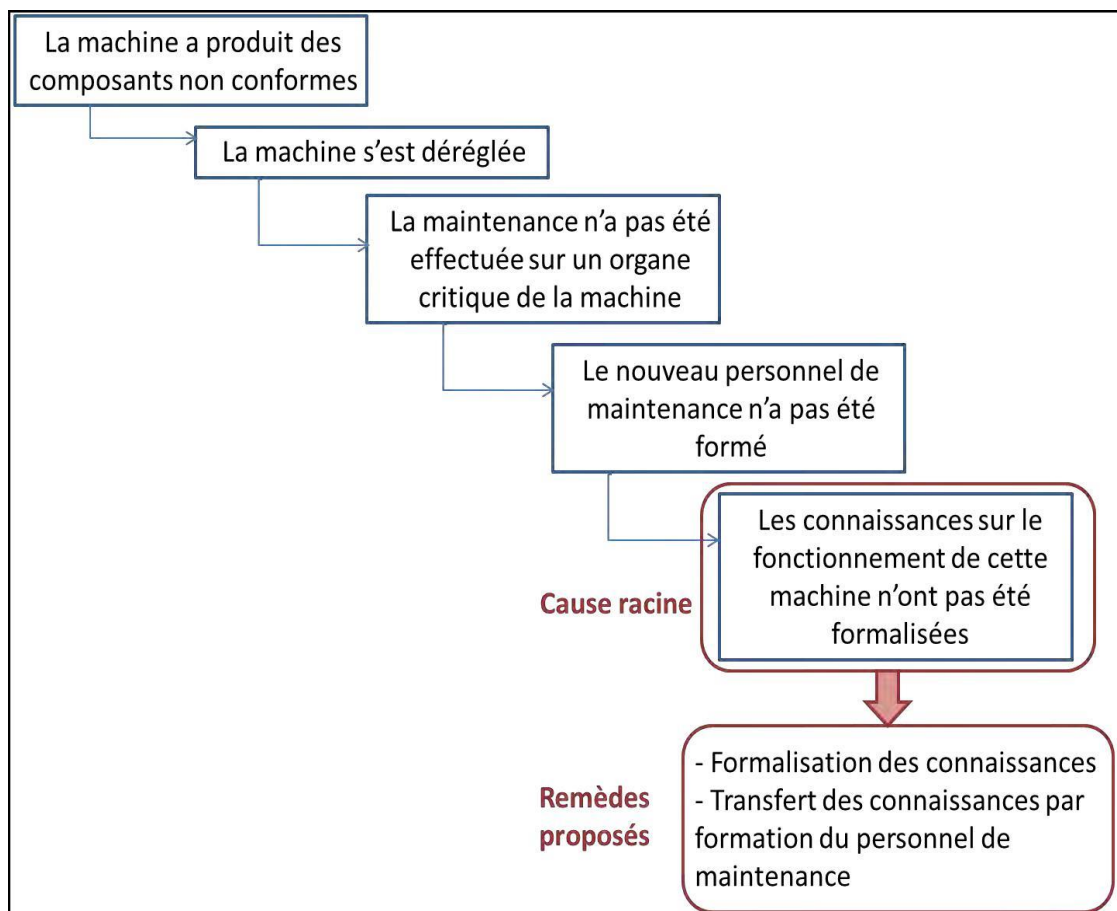 La machine a produit des
composants non conformes
La machine s'est déréglée
La maintenance n'a pas été
effectuée sur un organe
critique de la machine
Le nouveau personnel de
maintenance n'a pas été
formé
Les connaissances sur le
fonctionnement de cette
machine n'ont pas été
formalisées
Cause racine
- Formalisation des connaissances
- Transfert des connaissances par
formation du personnel de
maintenance
Remèdes
proposés